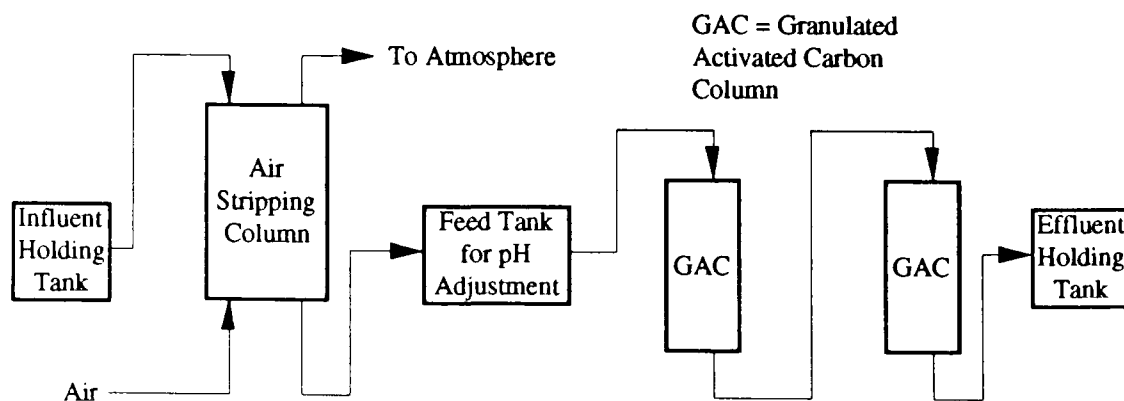 GAC = Granulated
Activated Carbon
Column
To Atmosphere
Air
Stripping
Column
Influent
Holding
Tank
Feed Tank
for pH
Adjustment
GAC
GAC
Effluent
Holding
Tank
Air